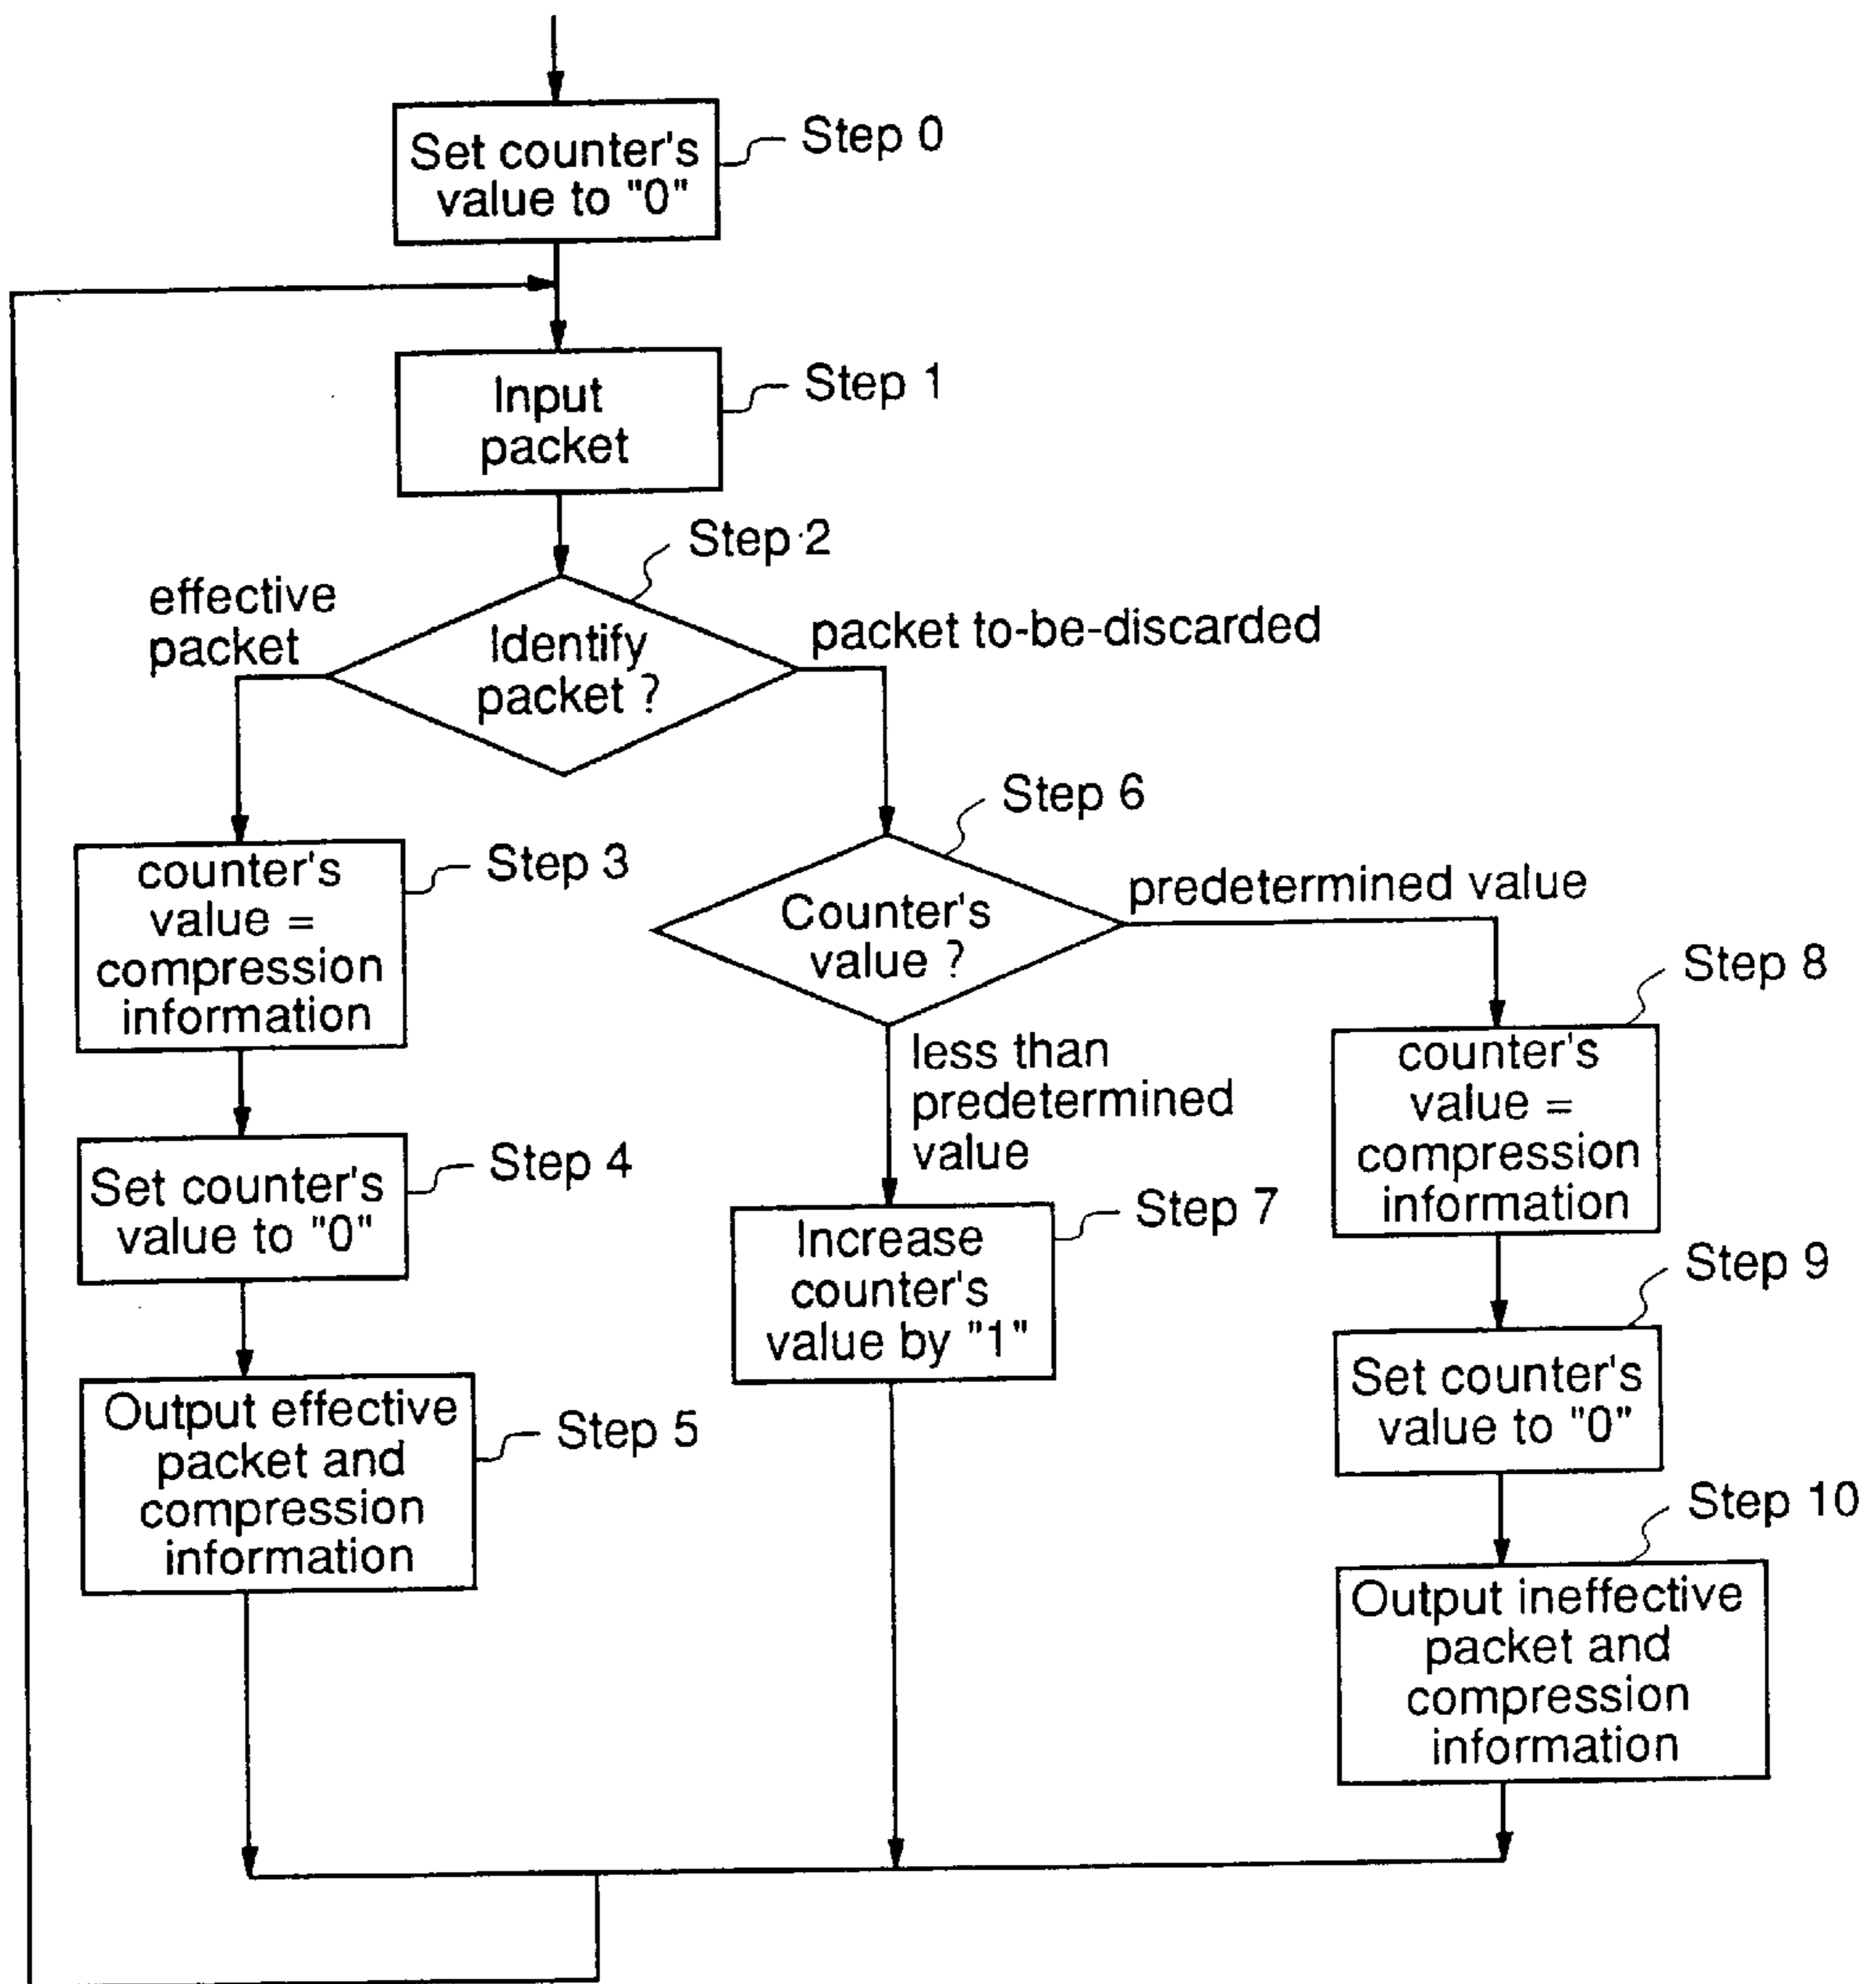 Set counter's
value to "0"
Step 0
Input
packet
Step 1
Step 2
effective
packet
Identify
packet ?
packet to-be-discarded
counter's
value =
compression
information
Step 3
Step 6
Counter's
value ?
predetermined value
less than
predetermined
value
Step 8
counter's
value =
compression
information
Set counter's
value to "0"
Step 4
Increase
counter's
value by "1"
Step 7
Step 9
Set counter's
value to "0"
Output effective
packet and
compression
information
Step 5
Step 10
Output ineffective
packet and
compression
information